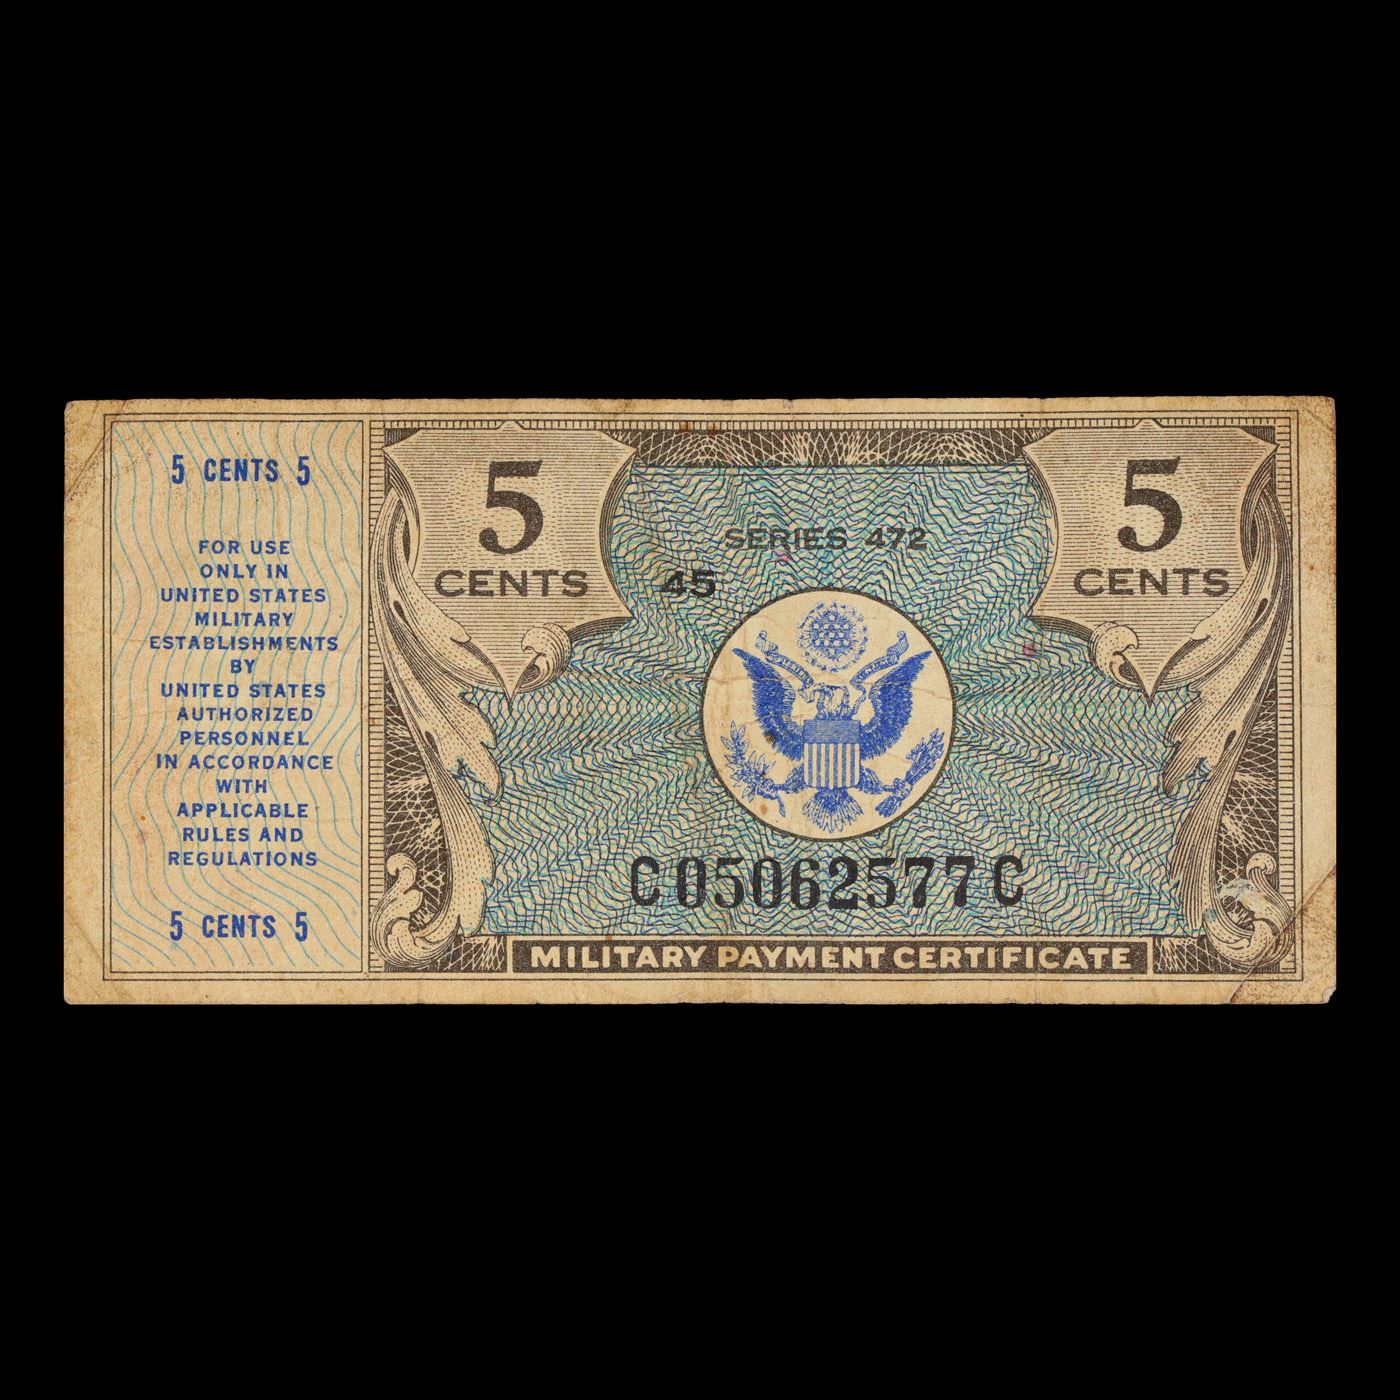 5 CENTS 5
FOR USE
ONLY IN
UNITED STATES
MILITARY
ESTABLISHMENTS
BY
UNITED STATES
AUTHORIZED
PERSONNEL
IN ACCORDANCE
WITH
APPLICABLE
RULES AND
REGULATIONS
5 CENTS 5
5
CENTS
SERIES 472
45
C05062577C
MILITARY PAYMENT CERTIFICATE
5
CENTS